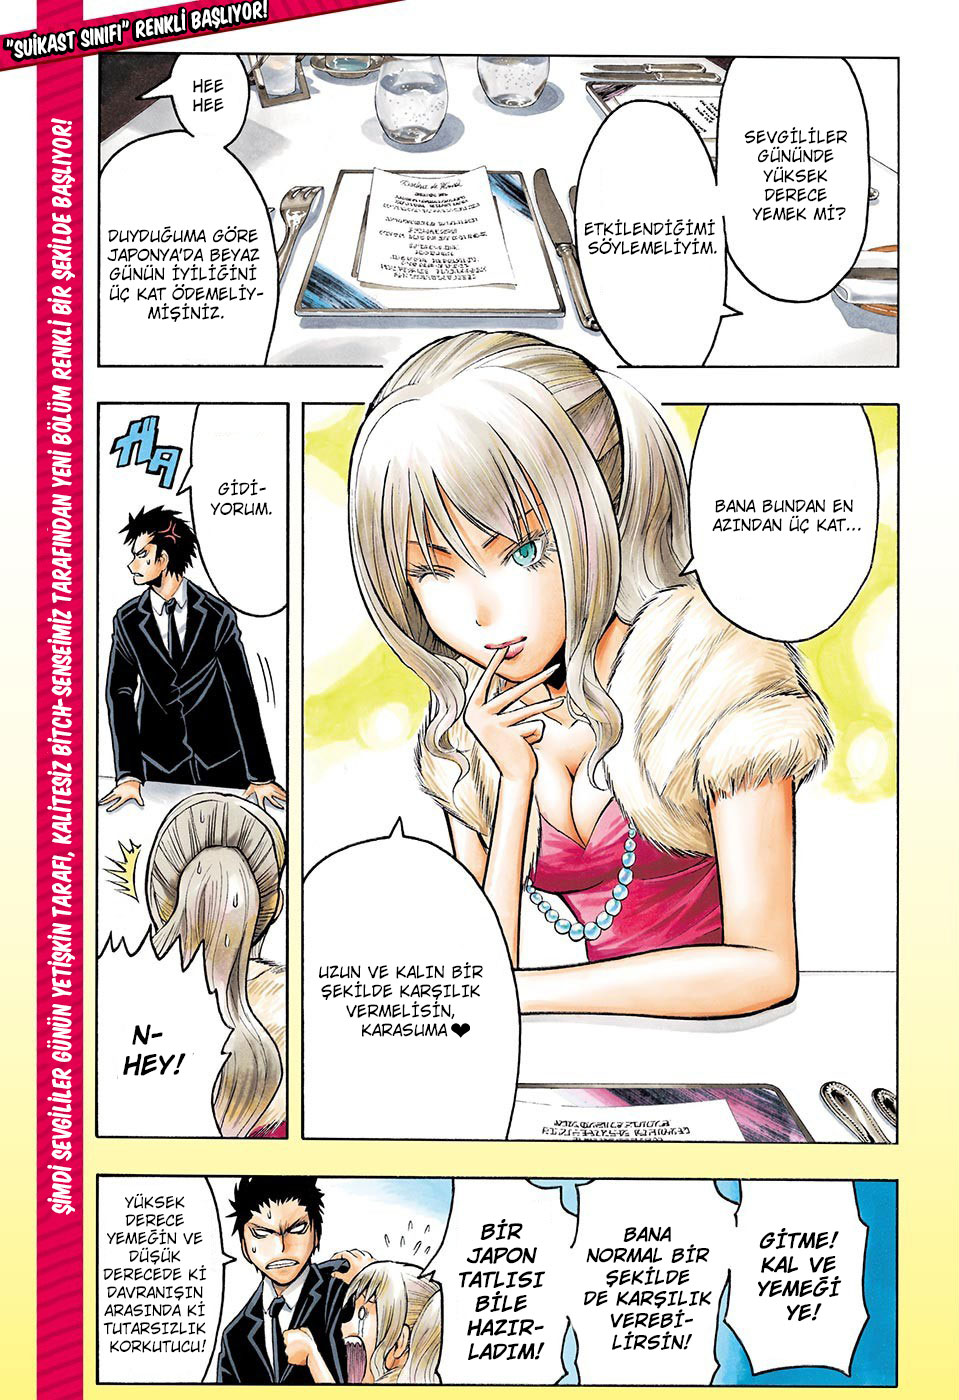 "SUİKAST SINIFI" RENKLİ BAŞLIYOR!
ŞİMDİ SEVGİLİLER GÜNÜN YETİŞKİN TARAFI, KALİTESİZ BITCH-SENSEIMIZ TARAFINDAN YENİ BÖLÜM RENKLİ BİR ŞEKİLDE BAŞLIYOR!
SEVGİLİLER
GÜNÜNDE
YÜKSEK
DERECE
YEMEK Mİ?
ETKİLENDİĞİMİ
SÖYLEMELİYİM.
HEE
HEE
DUYDUĞUMA GÖRE
JAPONYA'DA BEYAZ
GÜNÜN İYİLİĞİNİ
ÜÇ KAT ÖDEMELİY-
MİŞİNİZ.
BANA BUNDAN EN
AZINDAN ÜÇ KAT...
UZUN VE KALIN BİR
ŞEKİLDE KARŞILIK
VERMELİSİN,
KARASUMA ❤
ガタ
GİDİ-
YORUM.
N-
HEY!
GİTME!
KAL VE
YEMEĞİ
YE!
BANA
NORMAL BİR
ŞEKİLDE
DE KARŞILIK
VEREBİ-
LİRSİN!
BİR
JAPON
TATLISI
BİLE
HAZIR-
LADIM!
YÜKSEK
DERECE
YEMEĞİN VE
DÜŞÜK
DERECEDE Kİ
DAVRANIŞIN
ARASINDA Kİ
TUTARSIZLIK
KORKUTUCU!